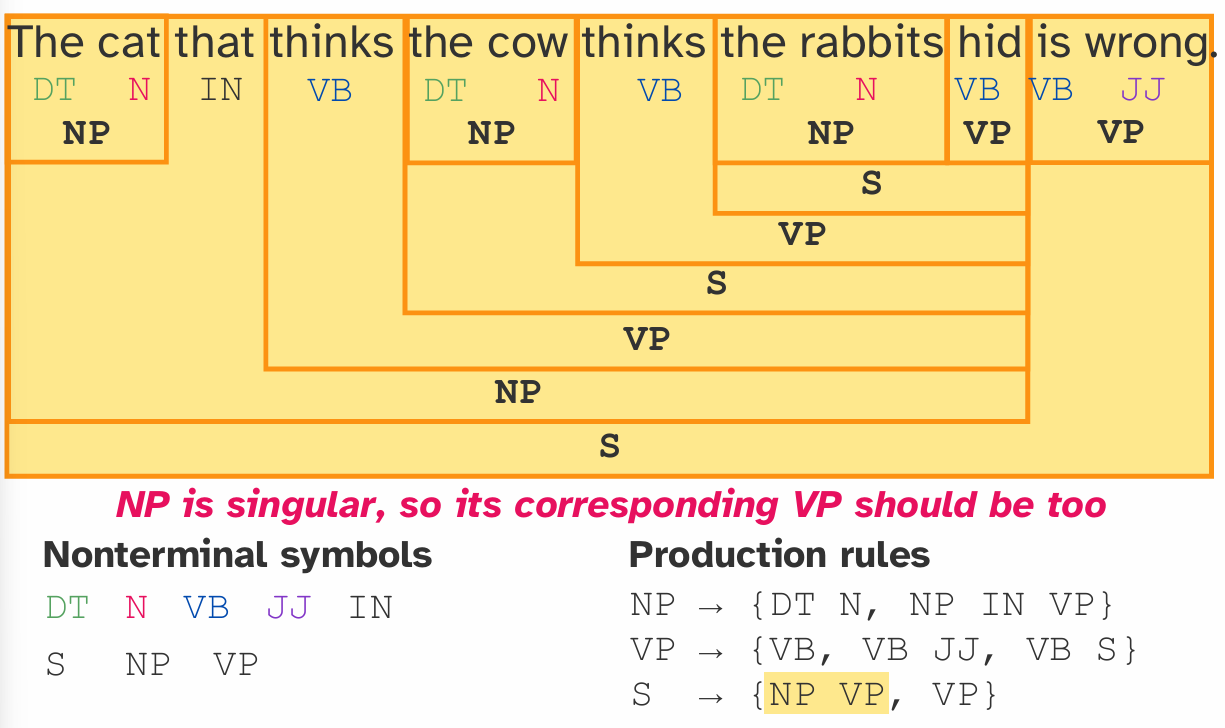 The cat that thinks the cow thinks the rabbits hid is wrong.
DT N IN VB DT N VB DT N VB VB JJ
NP NP NP VP VP
S
VP
S
VP
NP
S
NP is singular, so its corresponding VP should be too
Nonterminal symbols
DT N VB JJ IN
S NP VP
Production rules
NP → {DT N, NP IN VP}
VP → {VB, VB JJ, VB S}
S → {NP VP, VP}